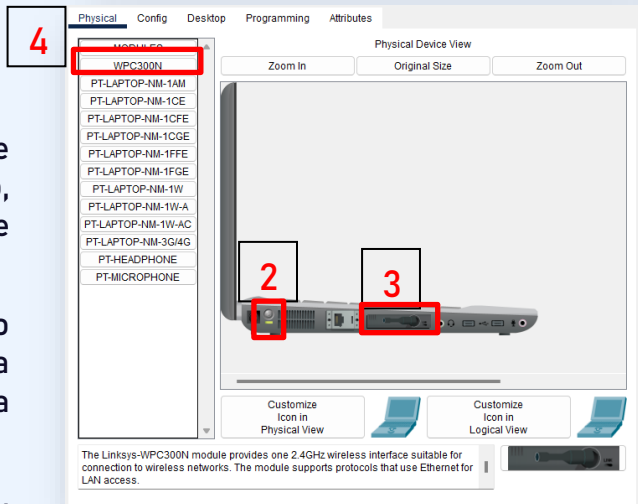 Physical Config Desktop Programming Attributes
4
MODULES
Physical Device View
WPC300N
Zoom In Original Size Zoom Out
PT-LAPTOP-NM-1AM
PT-LAPTOP-NM-1CE
PT-LAPTOP-NM-1CFE
PT-LAPTOP-NM-1CGE
PT-LAPTOP-NM-1FFE
PT-LAPTOP-NM-1FGE
PT-LAPTOP-NM-1W
PT-LAPTOP-NM-1W-A
PT-LAPTOP-NM-1W-AC
PT-LAPTOP-NM-3G/4G
PT-HEADPHONE
PT-MICROPHONE
2
3
Customize
Icon in
Physical View
Customize
Icon in
Logical View
The Linksys-WPC300N module provides one 2.4GHz wireless interface suitable for
connection to wireless networks. The module supports protocols that use Ethernet for
LAN access.